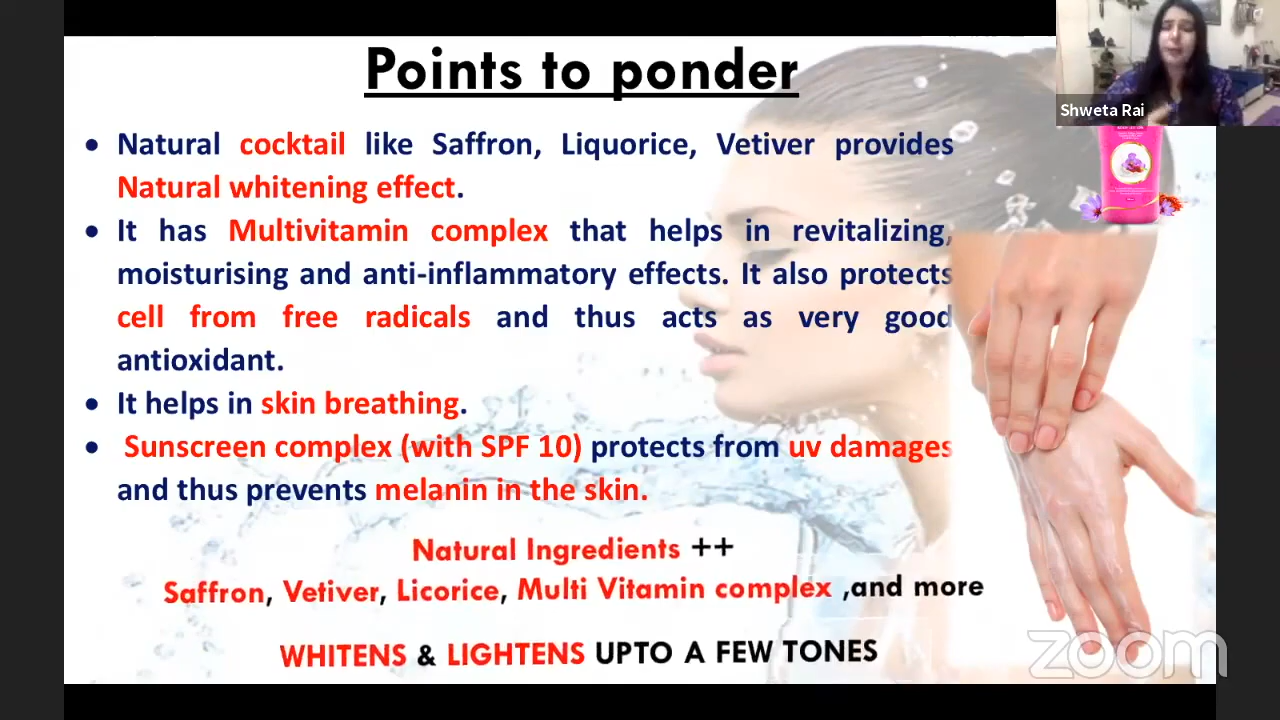 Points to ponder
Shweta Rai
• Natural cocktail like Saffron, Liquorice, Vetiver provides
Natural whitening effect.
• It has Multivitamin complex that helps in revitalizing,
moisturising and anti-inflammatory effects. It also protects
cell from free radicals and thus acts as very good
antioxidant.
• It helps in skin breathing.
• Sunscreen complex (with SPF 10) protects from uv damages
and thus prevents melanin in the skin.
Natural Ingredients ++
Saffron, Vetiver, Licorice, Multi Vitamin complex ,and more
WHITENS & LIGHTENS UPTO A FEW TONES
zoom